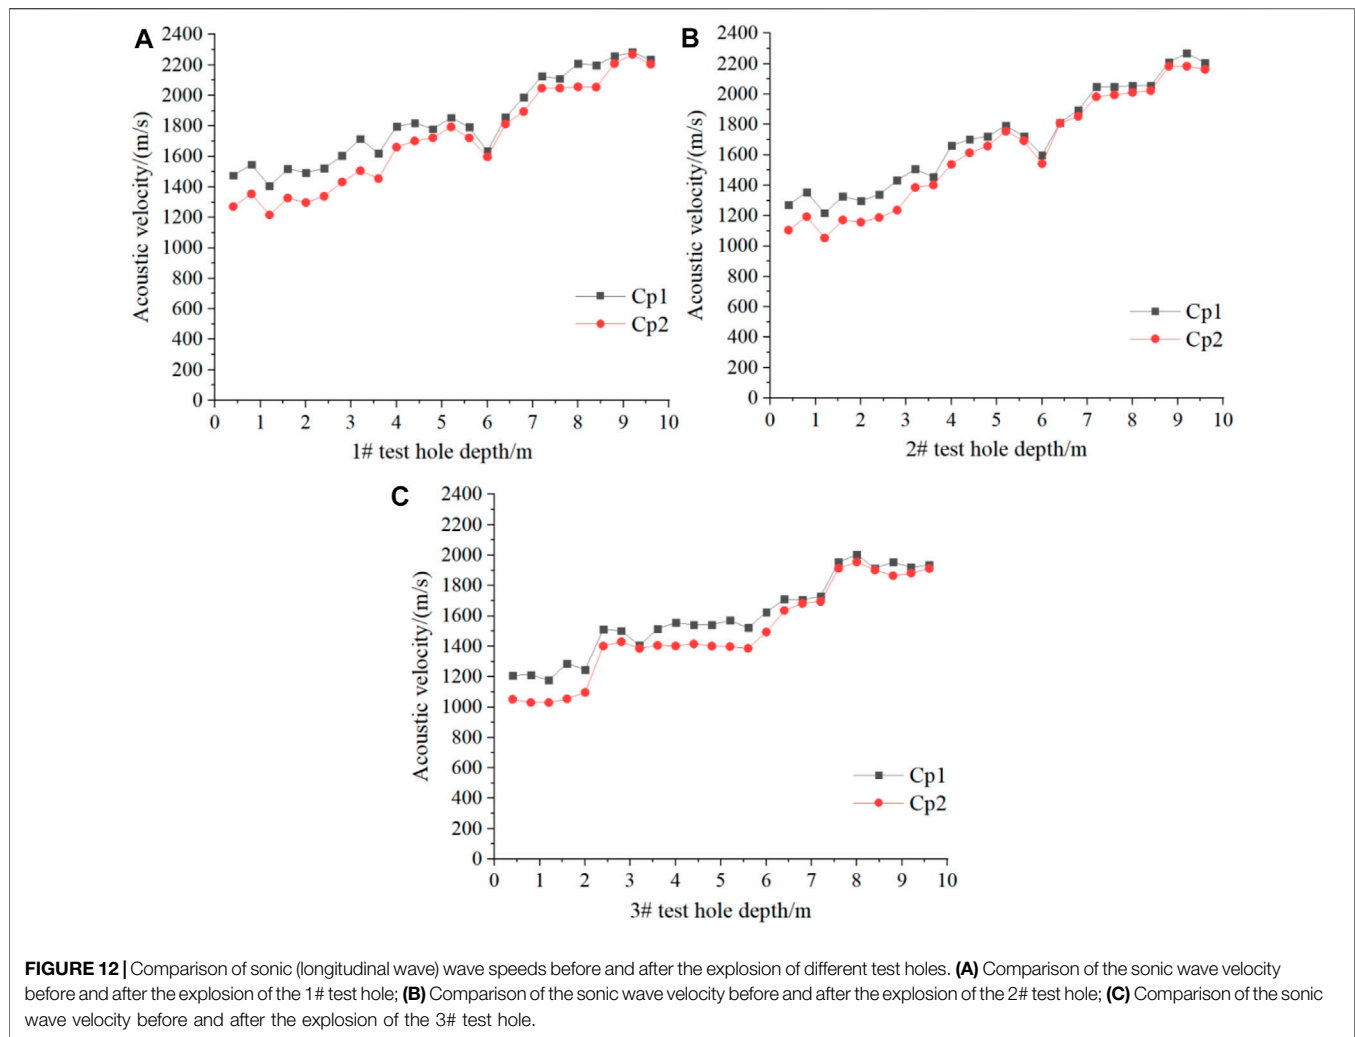 A
2400
2200
2000
1800
1600
1400
1200
1000
800
600
400
200
0
Acoustic velocity/(m/s)
Cp1
Cp2
0 1 2 3 4 5 6 7 8 9 10
1# test hole depth/m
B
2400
2200
2000
1800
1600
1400
1200
1000
800
600
400
200
0
Acoustic velocity/(m/s)
Cp1
Cp2
0 1 2 3 4 5 6 7 8 9 10
2# test hole depth/m
C
2400
2200
2000
1800
1600
1400
1200
1000
800
600
400
200
0
Acoustic velocity/(m/s)
Cp1
Cp2
0 1 2 3 4 5 6 7 8 9 10
3# test hole depth/m
FIGURE 12 | Comparison of sonic (longitudinal wave) wave speeds before and after the explosion of different test holes. (A) Comparison of the sonic wave velocity
before and after the explosion of the 1# test hole; (B) Comparison of the sonic wave velocity before and after the explosion of the 2# test hole; (C) Comparison of the sonic
wave velocity before and after the explosion of the 3# test hole.